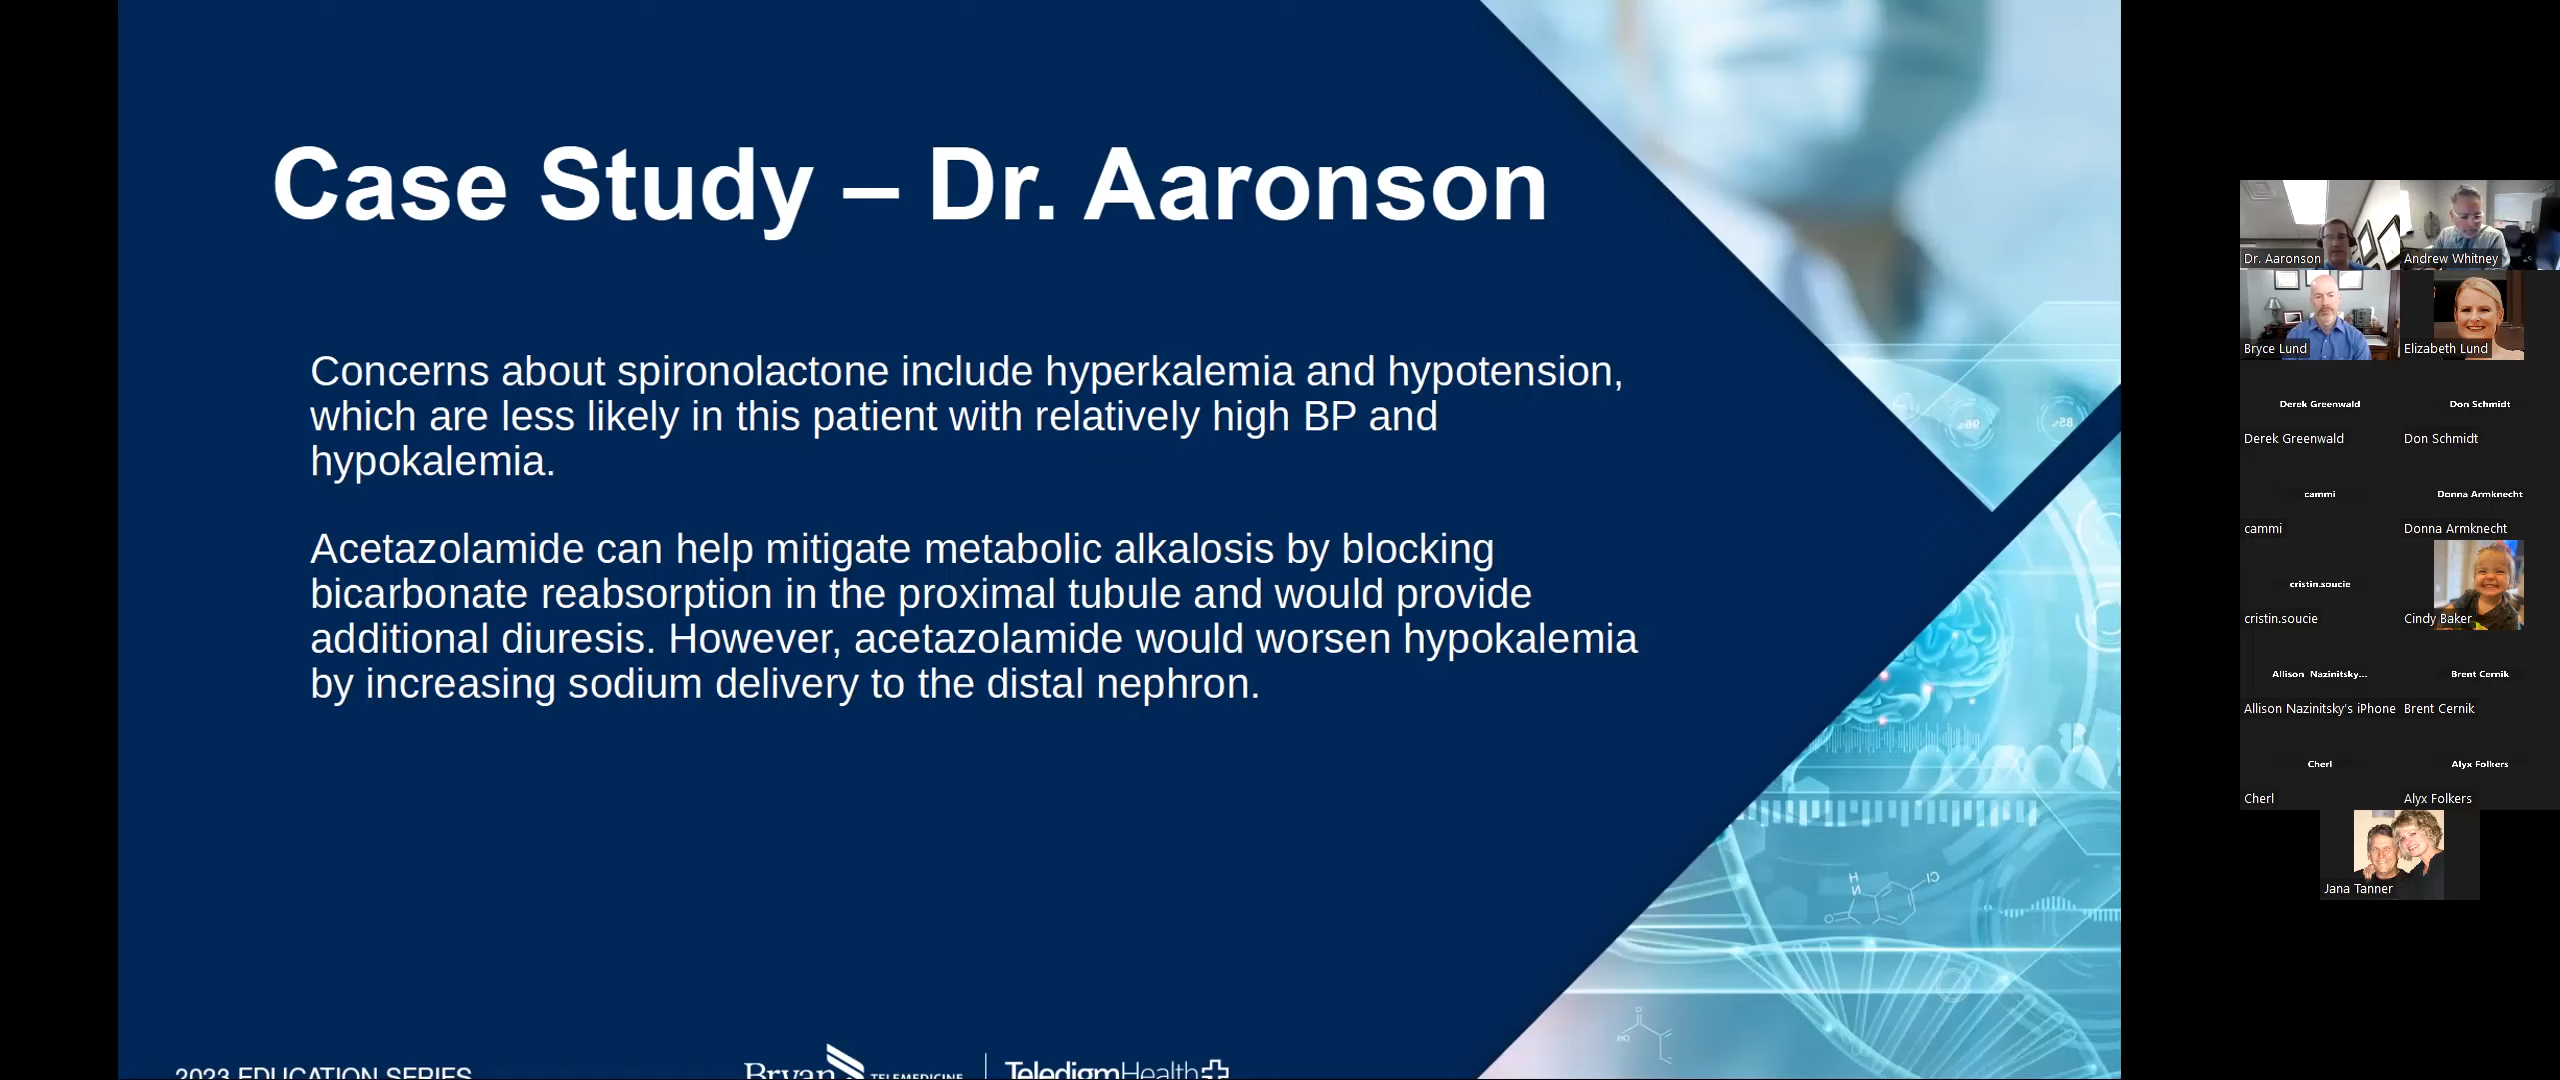 Case Study – Dr. Aaronson
Concerns about spironolactone include hyperkalemia and hypotension,
which are less likely in this patient with relatively high BP and
hypokalemia.
Acetazolamide can help mitigate metabolic alkalosis by blocking
bicarbonate reabsorption in the proximal tubule and would provide
additional diuresis. However, acetazolamide would worsen hypokalemia
by increasing sodium delivery to the distal nephron.
2023 EDUCATION SERIES
Bryan TELEMEDICINE
TeledigmHealth
Dr. Aaronson
Andrew Whitney
Bryce Lund
Elizabeth Lund
Derek Greenwald
Don Schmidt
Derek Greenwald
Don Schmidt
cammi
Donna Armknecht
cammi
Donna Armknecht
cristin.soucie
cristin.soucie
Cindy Baker
Allison Nazinitsky...
Brent Cernik
Allison Nazinitsky's iPhone
Brent Cernik
Cherl
Alyx Folkers
Cherl
Alyx Folkers
Jana Tanner